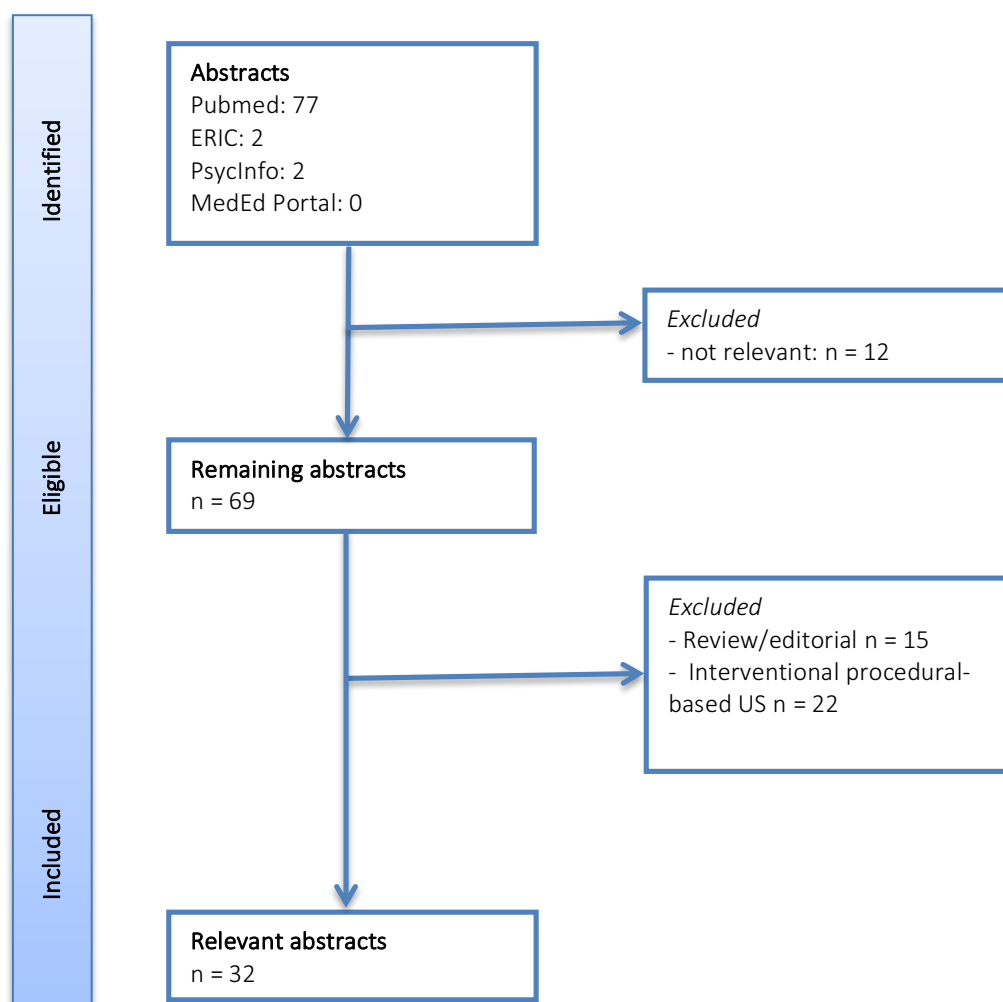 Identified
Abstracts
Pubmed: 77
ERIC: 2
PsycInfo: 2
MedEd Portal: 0
Excluded
- not relevant: n = 12
Eligible
Remaining abstracts
n = 69
Excluded
- Review/editorial n = 15
- Interventional procedural-
based US n = 22
Included
Relevant abstracts
n = 32